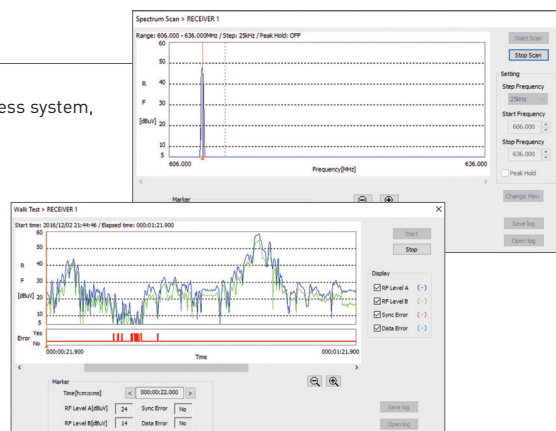 Spectrum Scan > RECEIVER 1
Range: 606.000 - 636.000MHz / Step: 25kHz / Peak Hold: OFF
60
50
R 40
F 30
[dBuV] 20
10
5
606.000 636.000
Frequency[MHz]
Marker
Start Scan
Stop Scan
Setting
Step Frequency
25kHz
Start Frequency
606.000
Stop Frequency
636.000
Peak Hold
Change View
Save log
Open log
ess system,
Walk Test > RECEIVER 1
Start time: 2016/12/02 21:44:46 / Elapsed time: 000:01:21.900
60
50
R 40
F 30
[dBuV] 20
10
5
Yes
Error
No
000:00:21.900 000:01:21.900
Time
Marker
Time[h:m:s:ms] < 000:00:22.000 >
RF Level A[dBuV] 24 Sync Error No
RF Level B[dBuV] 14 Data Error No
Start
Stop
Display
RF Level A (-)
RF Level B (-)
Sync Error (-)
Data Error (-)
Save log
Open log